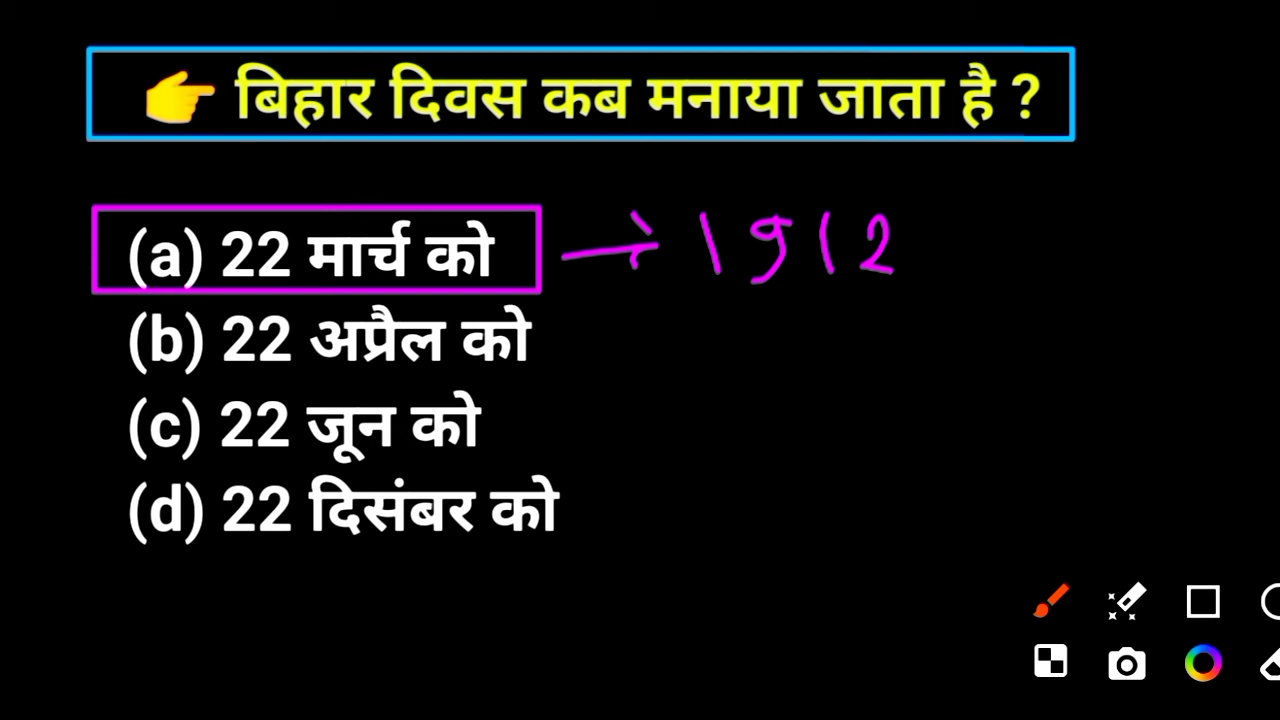 👉 बिहार दिवस कब मनाया जाता है ?
(a) 22 मार्च को → 1912
(b) 22 अप्रैल को
(c) 22 जून को
(d) 22 दिसंबर को